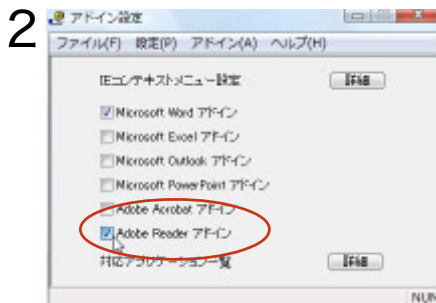 2
アドイン設定
ファイル(F) 設定(P) アドイン(A) ヘルプ(H)
IEコンテキストメニュー設定 詳細
Microsoft Word アドイン
Microsoft Excel アドイン
Microsoft Outlook アドイン
Microsoft PowerPoint アドイン
Adobe Acrobat アドイン
Adobe Reader アドイン
対応アプリケーション一覧 詳細
NUM